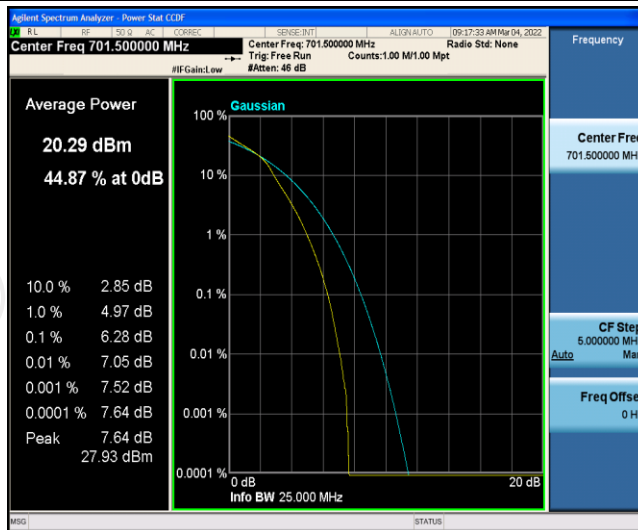 Agilent Spectrum Analyzer - Power Stat CCDF
RL RF 50 Ω AC CORREC SENSE:INT ALIGN AUTO 09:17:33 AM Mar 04, 2022
Center Freq 701.500000 MHz
Center Freq: 701.500000 MHz Radio Std: None
Trig: Free Run Counts:1.00 M/1.00 Mpt
#IFGain:Low #Atten: 46 dB
Frequency
Average Power
20.29 dBm
44.87 % at 0dB
10.0 % 2.85 dB
1.0 % 4.97 dB
0.1 % 6.28 dB
0.01 % 7.05 dB
0.001 % 7.52 dB
0.0001 % 7.64 dB
Peak 7.64 dB
27.93 dBm
Gaussian
100 %
10 %
1 %
0.1 %
0.01 %
0.001 %
0.0001 %
0 dB 20 dB
Info BW 25.000 MHz
Center Fre
701.500000 MH
CF Step
5.000000 MH
Auto Ma
Freq Offse
0 H
MSG STATUS